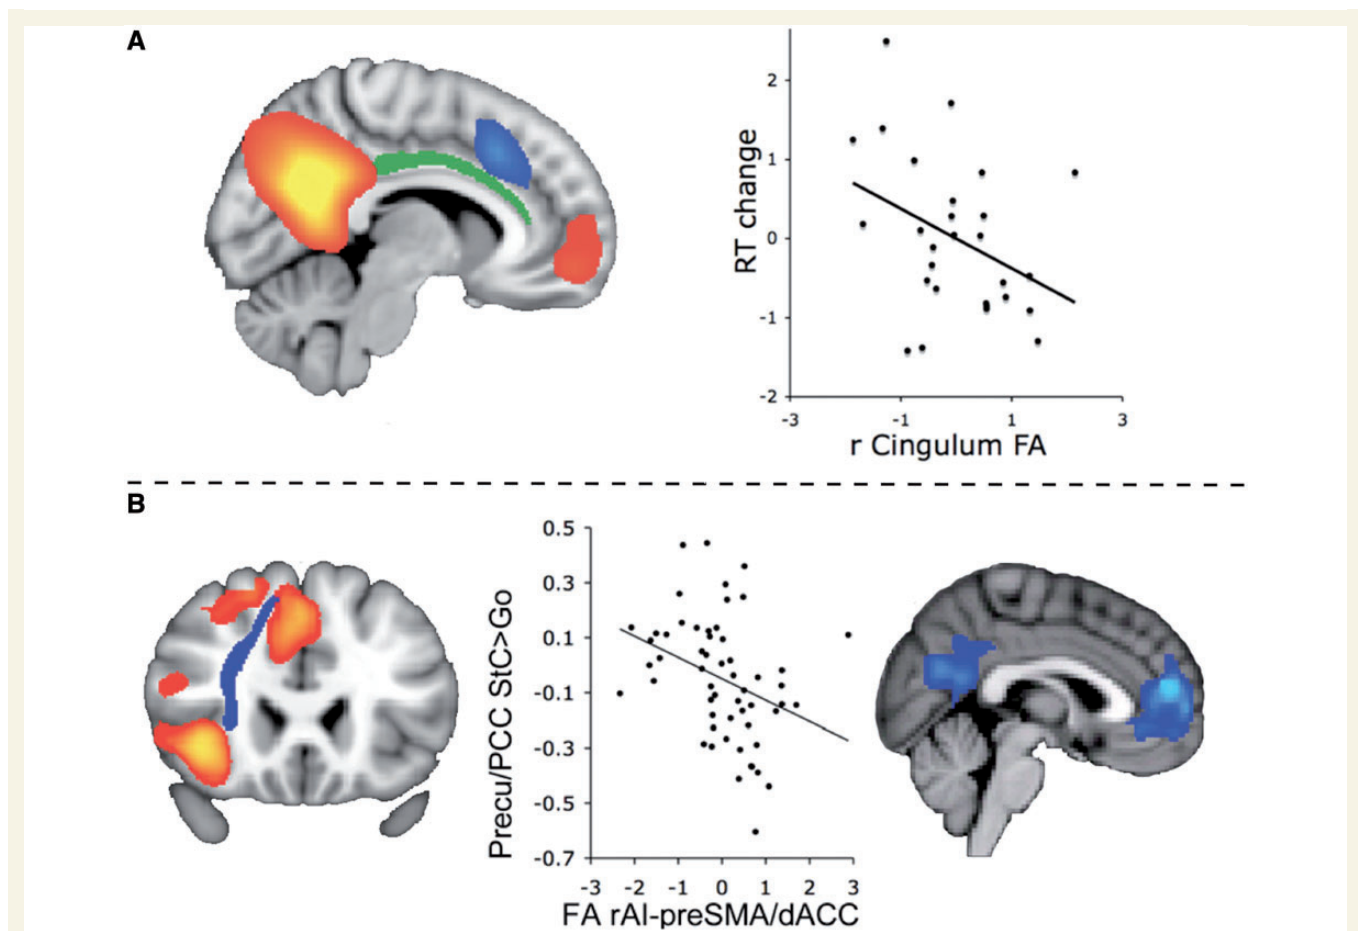 A
2
1
0
-1
-2
RT change
-3 -1 1 3
r Cingulum FA
B
0.5
0.3
0.1
-0.1
-0.3
-0.5
-0.7
Precu/PCC StC>Go
-3 -2 -1 0 1 2 3
FA rAI-preSMA/dACC